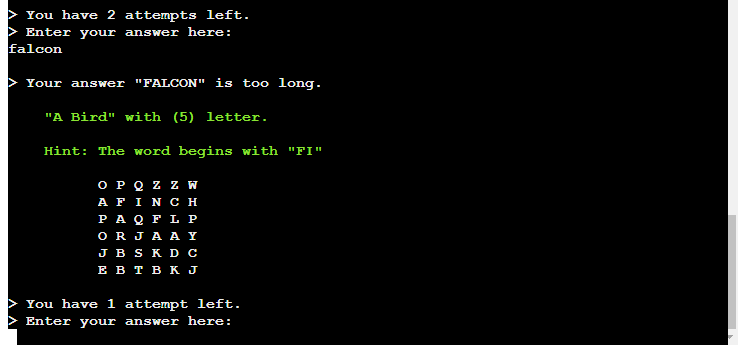 > You have 2 attempts left.
> Enter your answer here:
falcon
> Your answer "FALCON" is too long.
"A Bird" with (5) letter.
Hint: The word begins with "FI"
O P Q Z Z W
A F I N C H
P A Q F L P
O R J A A Y
J B S K D C
E B T B K J
> You have 1 attempt left.
> Enter your answer here: